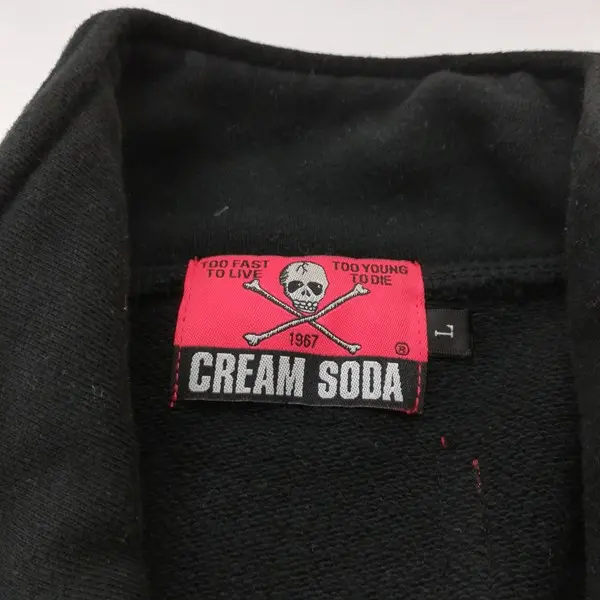 TOO FAST
TO LIVE
TOO YOUNG
TO DIE
1967
®
CREAM SODA
L